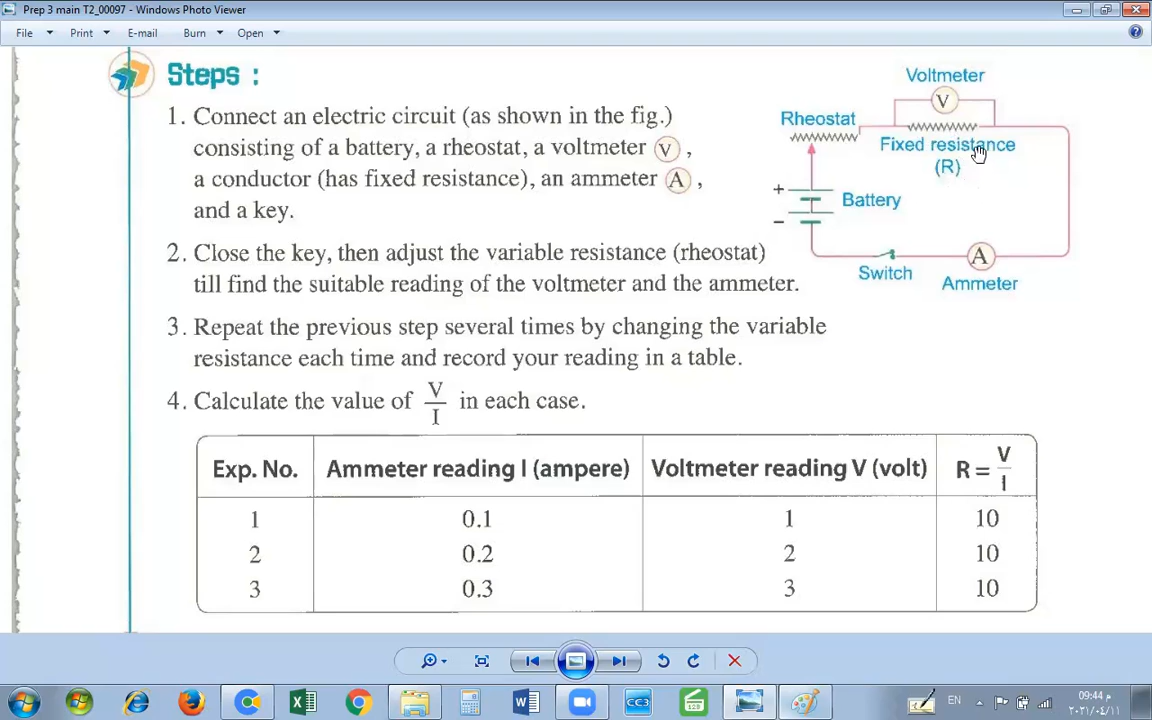 Prep 3 main T2_00097 - Windows Photo Viewer
File Print E-mail Burn Open
Steps :
1. Connect an electric circuit (as shown in the fig.)
consisting of a battery, a rheostat, a voltmeter V ,
a conductor (has fixed resistance), an ammeter A ,
and a key.
Voltmeter
V
Rheostat
Fixed resistance
(R)
+
Battery
−
Switch
A
Ammeter
2. Close the key, then adjust the variable resistance (rheostat)
till find the suitable reading of the voltmeter and the ammeter.
3. Repeat the previous step several times by changing the variable
resistance each time and record your reading in a table.
4. Calculate the value of V/I in each case.
Exp. No. Ammeter reading I (ampere) Voltmeter reading V (volt) R = V/I
1 0.1 1 10
2 0.2 2 10
3 0.3 3 10
CC3
123
EN
09:44 م
٢٠٢١/٠٤/١١